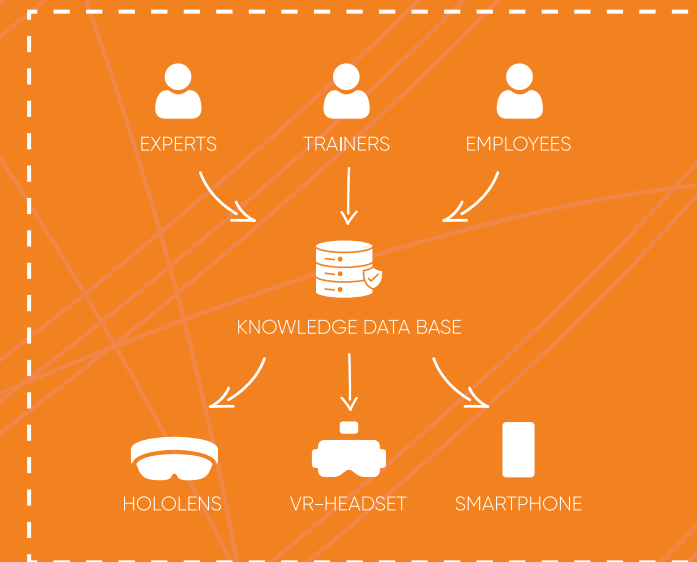 EXPERTS TRAINERS EMPLOYEES
KNOWLEDGE DATA BASE
HOLOLENS VR-HEADSET SMARTPHONE